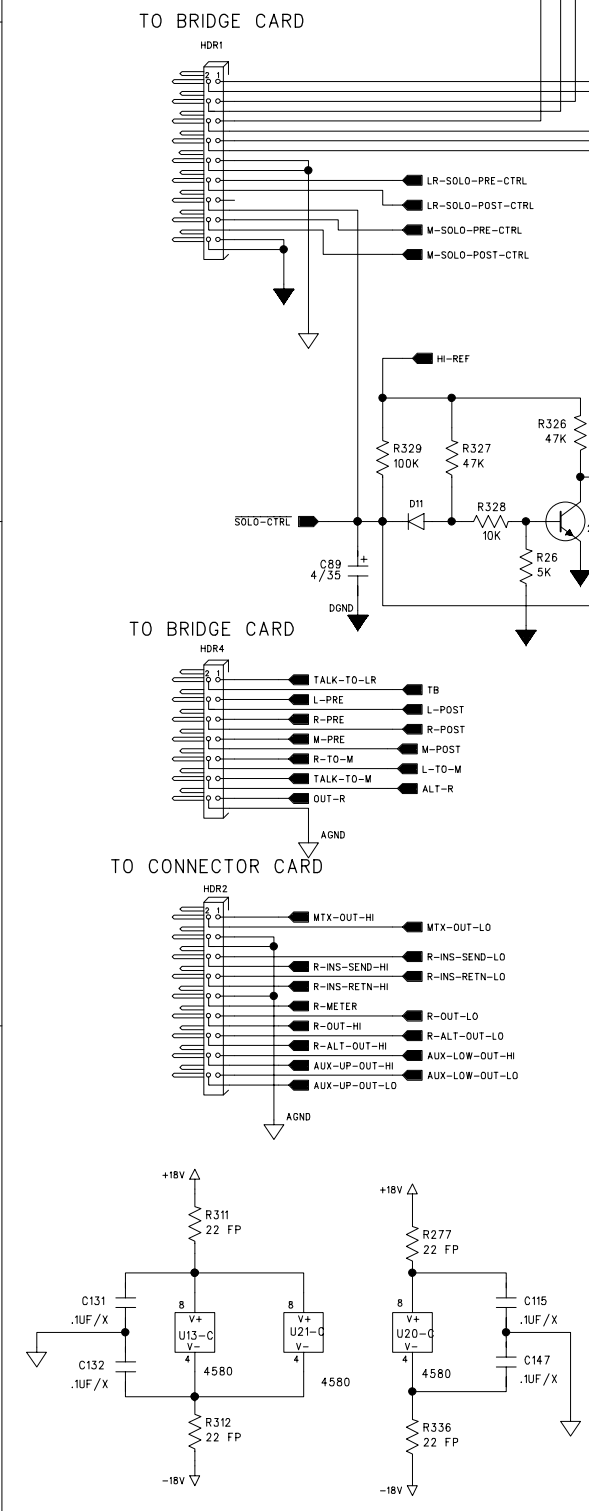 TO BRIDGE CARD
HDR1
2 1
LR-SOLO-PRE-CTRL
LR-SOLO-POST-CTRL
M-SOLO-PRE-CTRL
M-SOLO-POST-CTRL
HI-REF
R326
47K
R329
100K
R327
47K
D11
R328
10K
SOLO-CTRL
R26
5K
C89
4/35
+
DGND
TO BRIDGE CARD
HDR4
2 1
TALK-TO-LR
TB
L-PRE
L-POST
R-PRE
R-POST
M-PRE
M-POST
R-TO-M
L-TO-M
TALK-TO-M
ALT-R
OUT-R
AGND
TO CONNECTOR CARD
HDR2
2 1
MTX-OUT-HI
MTX-OUT-LO
R-INS-SEND-LO
R-INS-SEND-HI
R-INS-RETN-LO
R-INS-RETN-HI
R-METER
R-OUT-LO
R-OUT-HI
R-ALT-OUT-LO
R-ALT-OUT-HI
AUX-LOW-OUT-HI
AUX-UP-OUT-HI
AUX-LOW-OUT-LO
AUX-UP-OUT-LO
AGND
+18V
R311
22 FP
C131
.1UF/X
8
V+
U13-C
V-
4
4580
8
V+
U21-C
V-
4
4580
C132
.1UF/X
R312
22 FP
-18V
+18V
R277
22 FP
8
V+
U20-C
V-
4
4580
C115
.1UF/X
C147
.1UF/X
R336
22 FP
-18V